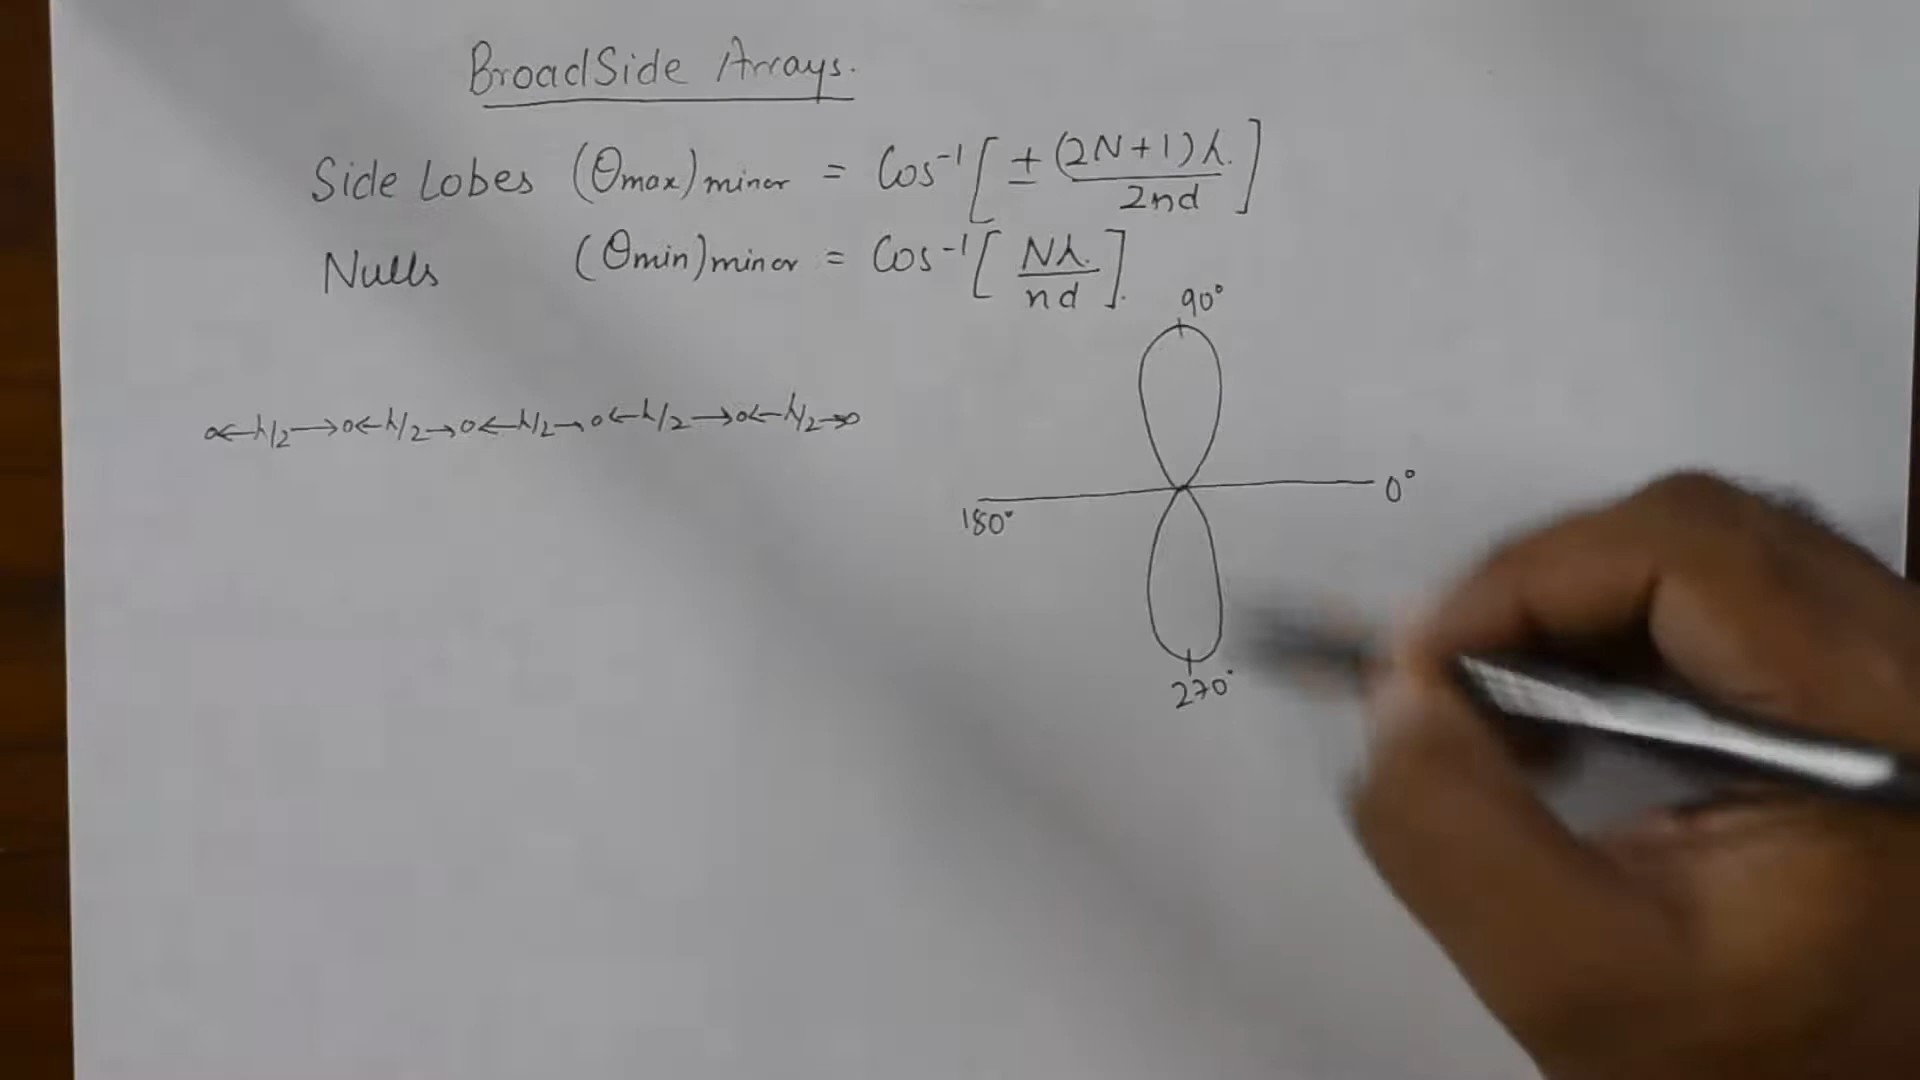 BroadSide Arrays.
Side Lobes (θmax)minor = Cos⁻¹[± (2N+1)λ. / 2nd]
Nulls (θmin)minor = Cos⁻¹[Nλ. / nd].
90°
λ/2 λ/2 λ/2 λ/2 λ/2
0°
180°
270°